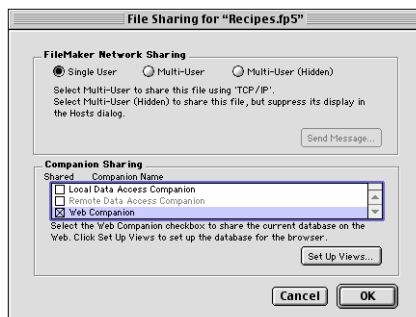 File Sharing for “Recipes.fp5”
FileMaker Network Sharing
Single User Multi-User Multi-User (Hidden)
Select Multi-User to share this file using 'TCP/IP'.
Select Multi-User (Hidden) to share this file, but suppress its display in
the Hosts dialog.
Send Message...
Companion Sharing
Shared Companion Name
Local Data Access Companion
Remote Data Access Companion
Web Companion
Select the Web Companion checkbox to share the current database on the
Web. Click Set Up Views to set up the database for the browser.
Set Up Views...
Cancel OK